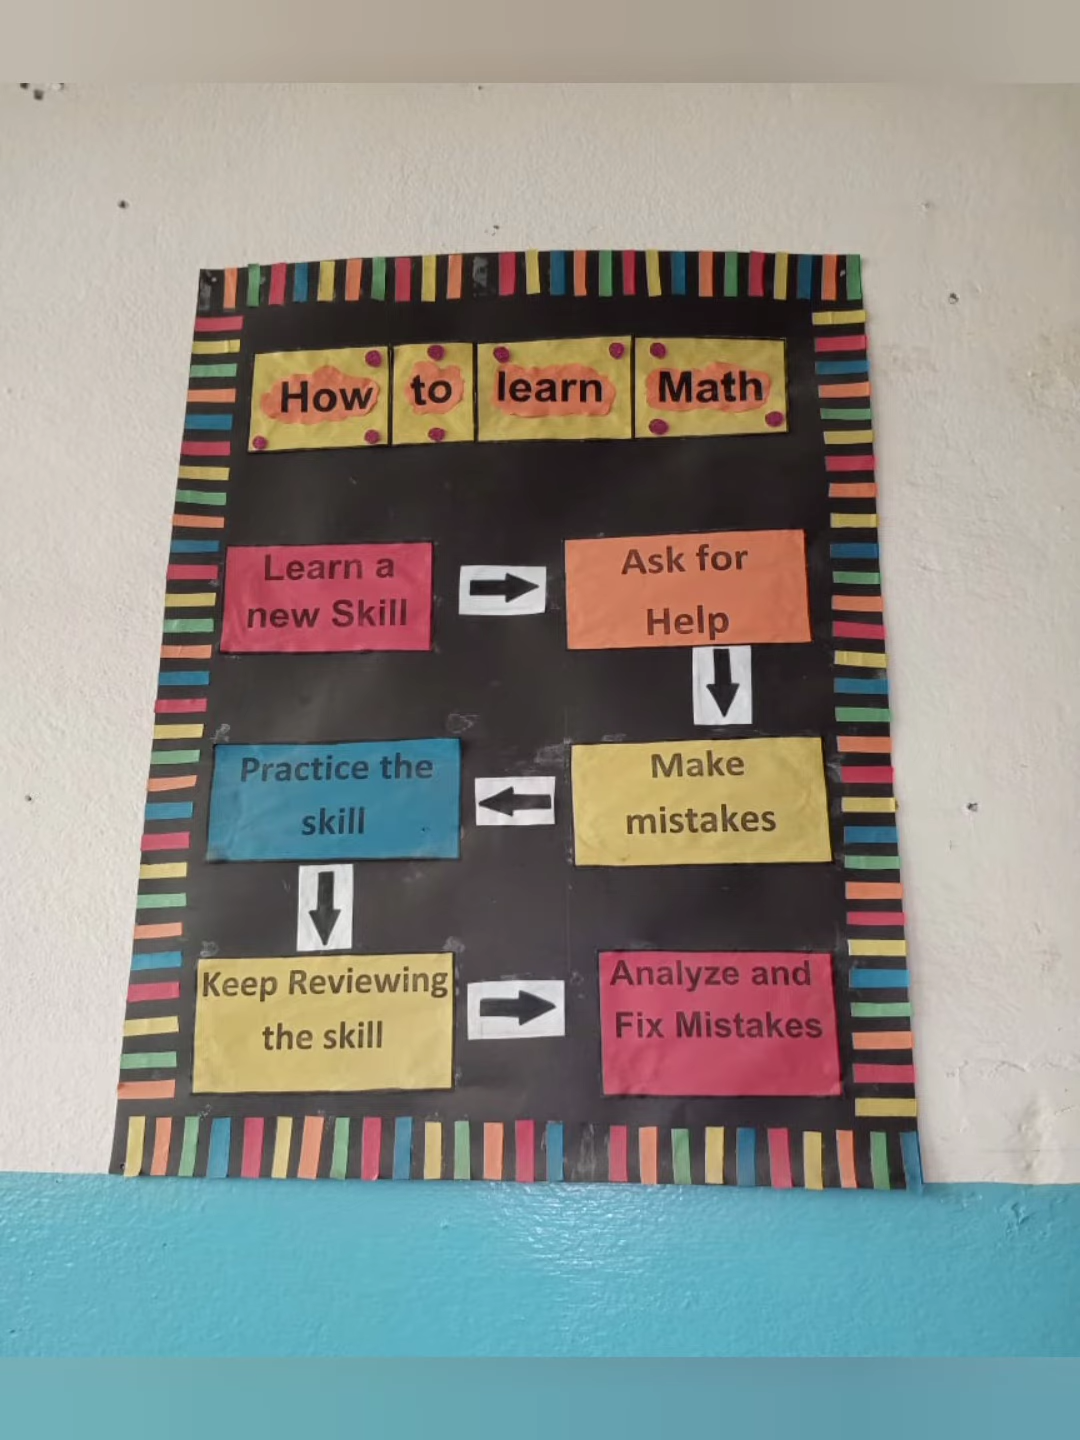 How to learn Math
Learn a
new Skill
Ask for
Help
Make
mistakes
Practice the
skill
Keep Reviewing
the skill
Analyze and
Fix Mistakes